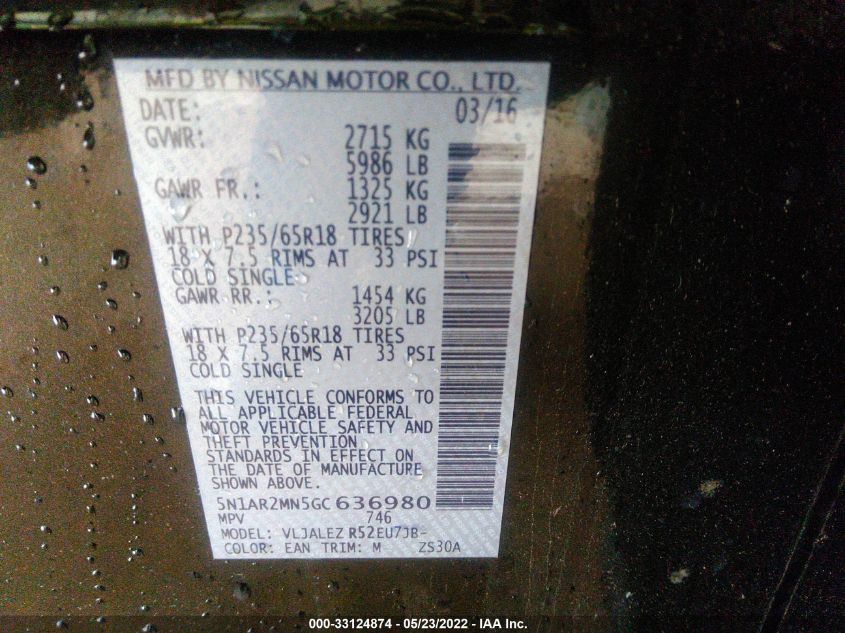 MFD BY NISSAN MOTOR CO., LTD.
DATE: 03/16
GVWR: 2715 KG
5986 LB
GAWR FR.: 1325 KG
2921 LB
WITH P235/65R18 TIRES
18 X 7.5 RIMS AT 33 PSI
COLD SINGLE
GAWR RR.: 1454 KG
3205 LB
WITH P235/65R18 TIRES
18 X 7.5 RIMS AT 33 PSI
COLD SINGLE
THIS VEHICLE CONFORMS TO
ALL APPLICABLE FEDERAL
MOTOR VEHICLE SAFETY AND
THEFT PREVENTION
STANDARDS IN EFFECT ON
THE DATE OF MANUFACTURE
SHOWN ABOVE.
5N1AR2MN5GC636980
MPV 746
MODEL: VLJALEZ R52EU7JB-
COLOR: EAN TRIM: M ZS30A
000-33124874 - 05/23/2022 - IAA Inc.